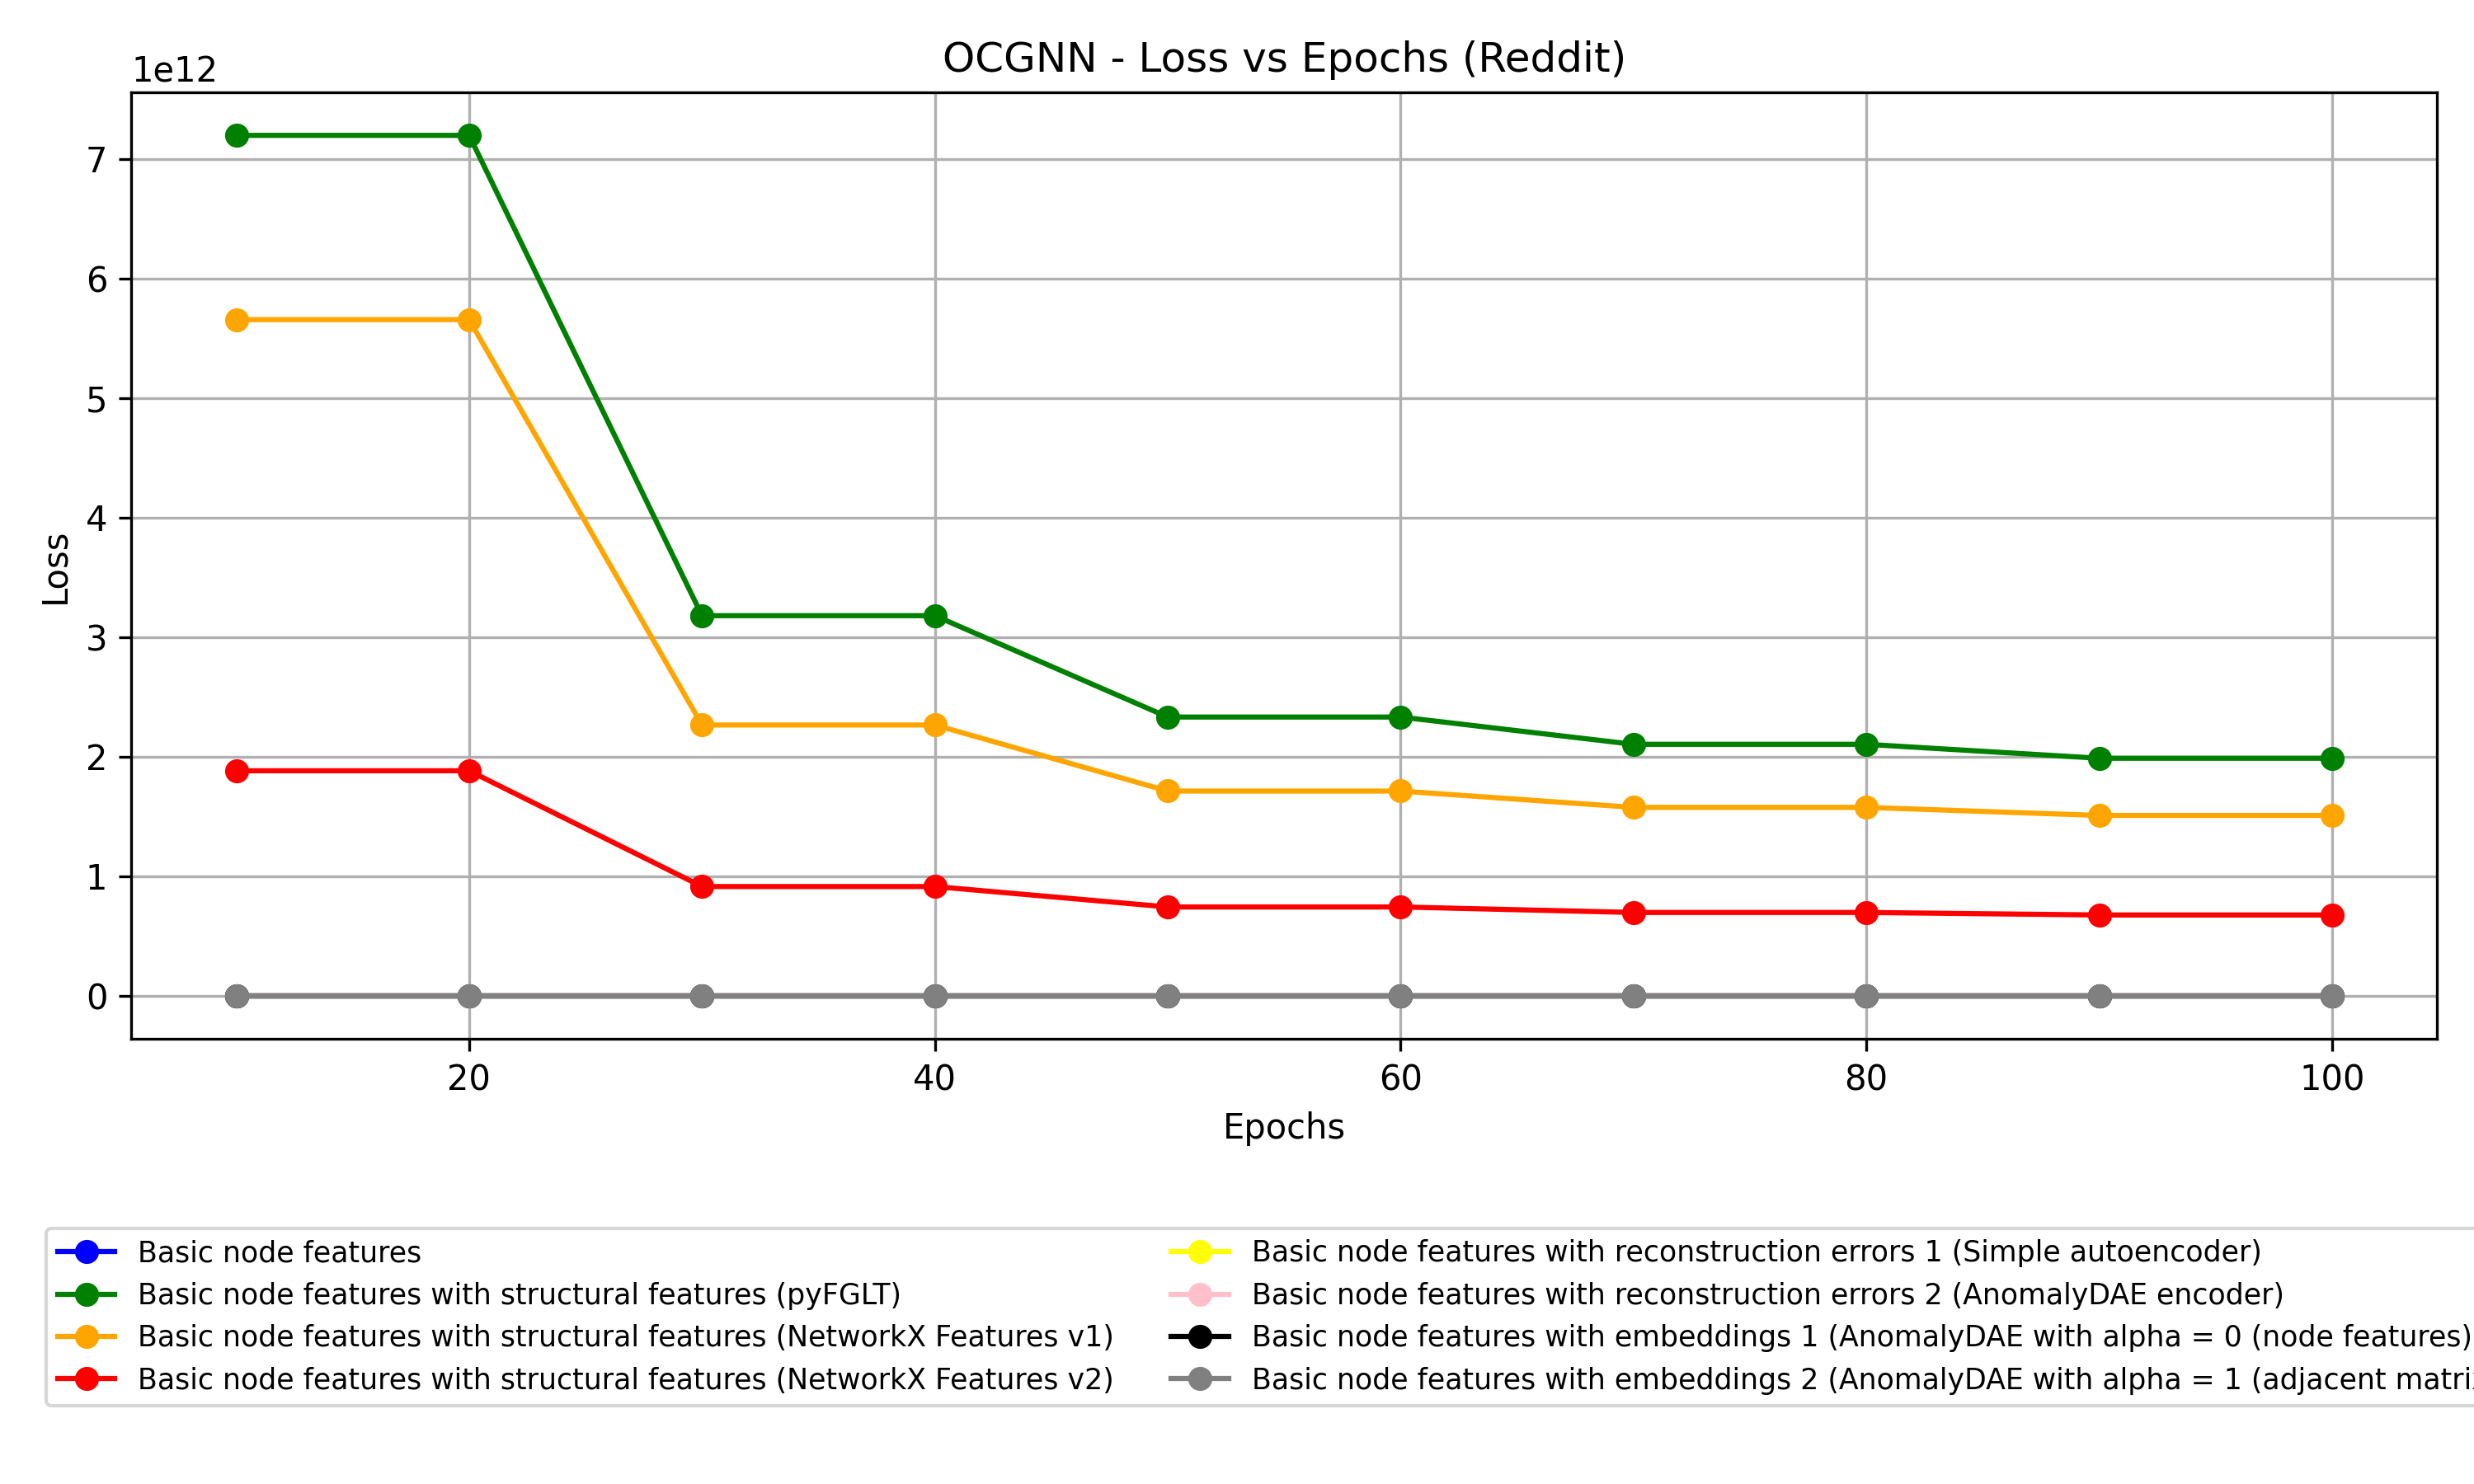 OCGNN - Loss vs Epochs (Reddit)
1e12
7
6
5
4
3
2
1
0
Loss
20 40 60 80 100
Epochs
Basic node features
Basic node features with structural features (pyFGLT)
Basic node features with structural features (NetworkX Features v1)
Basic node features with structural features (NetworkX Features v2)
Basic node features with reconstruction errors 1 (Simple autoencoder)
Basic node features with reconstruction errors 2 (AnomalyDAE encoder)
Basic node features with embeddings 1 (AnomalyDAE with alpha = 0 (node features)
Basic node features with embeddings 2 (AnomalyDAE with alpha = 1 (adjacent